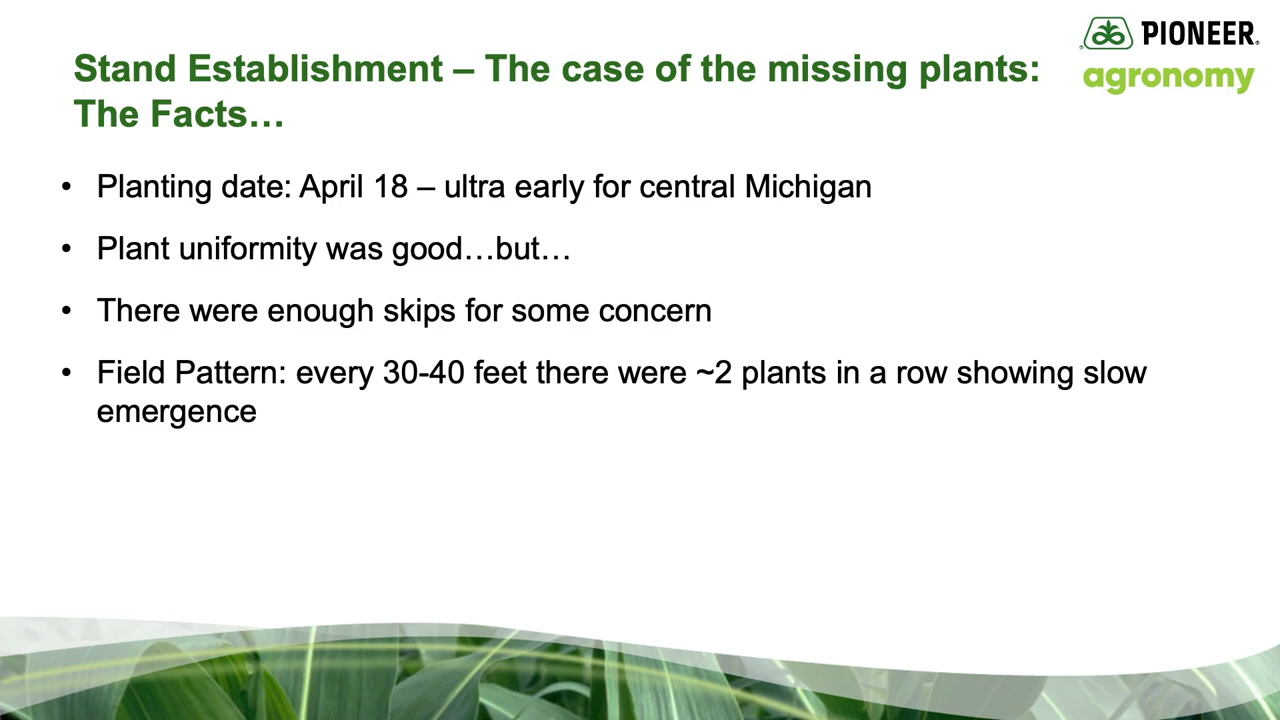 Stand Establishment – The case of the missing plants:
The Facts…
PIONEER®
agronomy
• Planting date: April 18 – ultra early for central Michigan
• Plant uniformity was good…but…
• There were enough skips for some concern
• Field Pattern: every 30-40 feet there were ~2 plants in a row showing slow
emergence